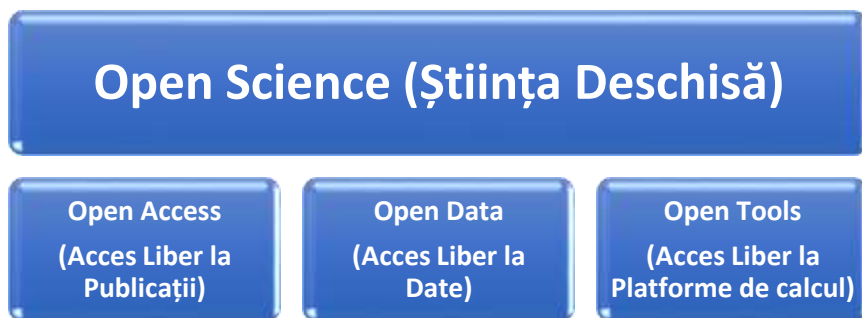 Open Science (Știința Deschisă)
Open Access
(Acces Liber la
Publicații)
Open Data
(Acces Liber la
Date)
Open Tools
(Acces Liber la
Platforme de calcul)